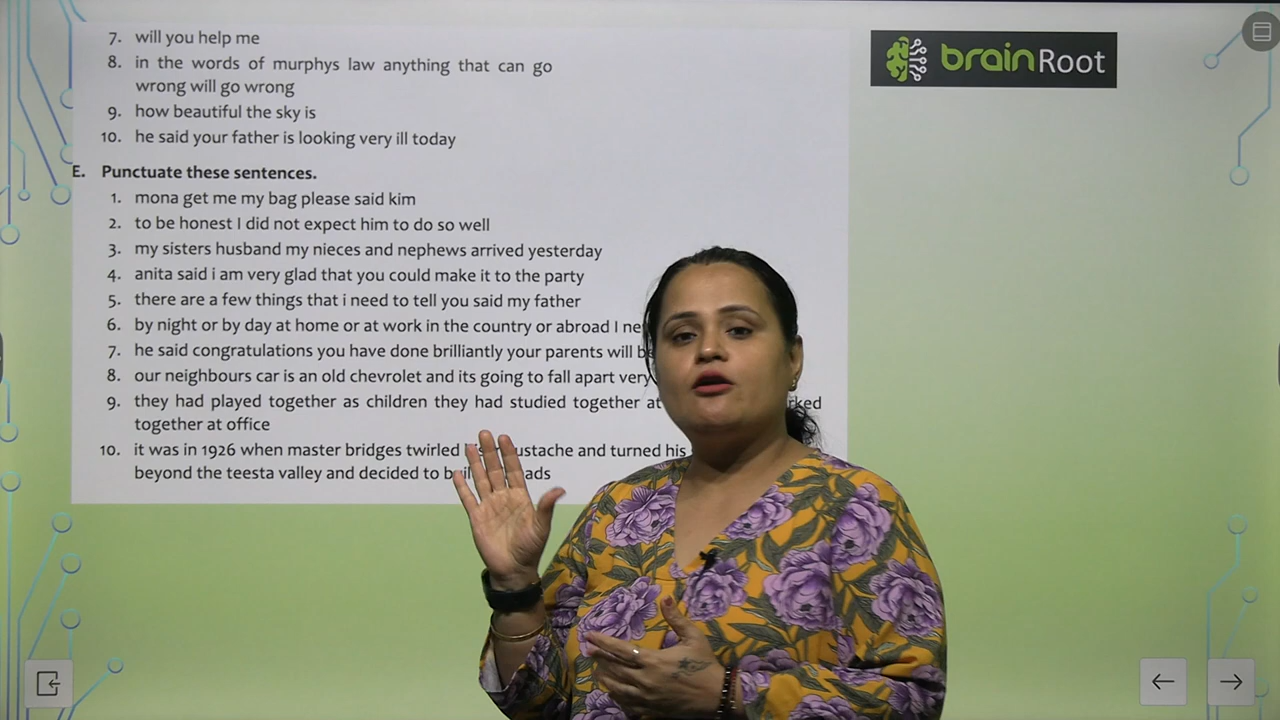 7. will you help me
8. in the words of murphys law anything that can go
wrong will go wrong
9. how beautiful the sky is
10. he said your father is looking very ill today
E. Punctuate these sentences.
1. mona get me my bag please said kim
2. to be honest I did not expect him to do so well
3. my sisters husband my nieces and nephews arrived yesterday
4. anita said i am very glad that you could make it to the party
5. there are a few things that i need to tell you said my father
6. by night or by day at home or at work in the country or abroad I
7. he said congratulations you have done brilliantly your parents will
8. our neighbours car is an old chevrolet and its going to fall apart very
9. they had played together as children they had studied together at
together at office
10. it was in 1926 when master bridges twirled moustache and turned his
beyond the teesta valley and decided to
brainRoot